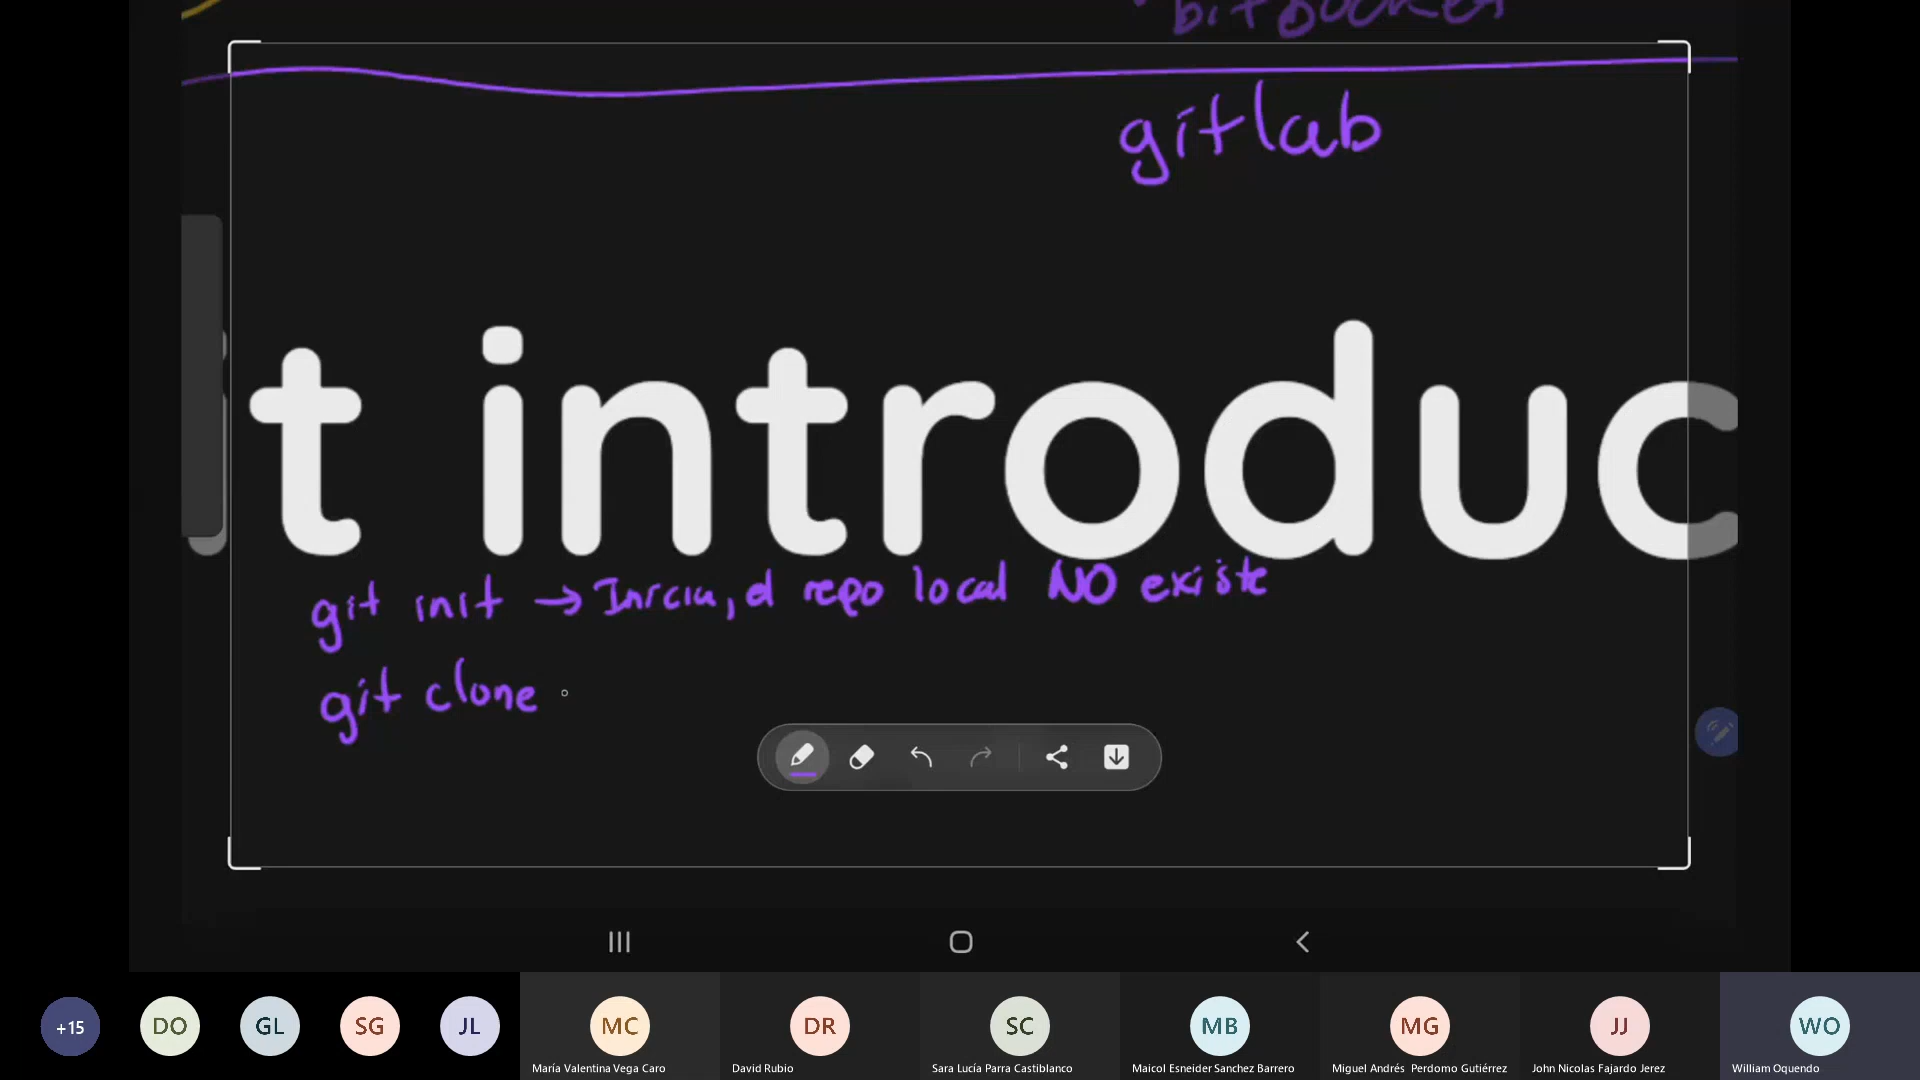 bitbucket
gitlab
t introduc
git init → Inicia, el repo local NO existe
git clone
+15
DO
GL
SG
JL
MC
DR
SC
MB
MG
JJ
WO
María Valentina Vega Caro
David Rubio
Sara Lucía Parra Castiblanco
Maicol Esneider Sanchez Barrero
Miguel Andrés Perdomo Gutiérrez
John Nicolas Fajardo Jerez
William Oquendo